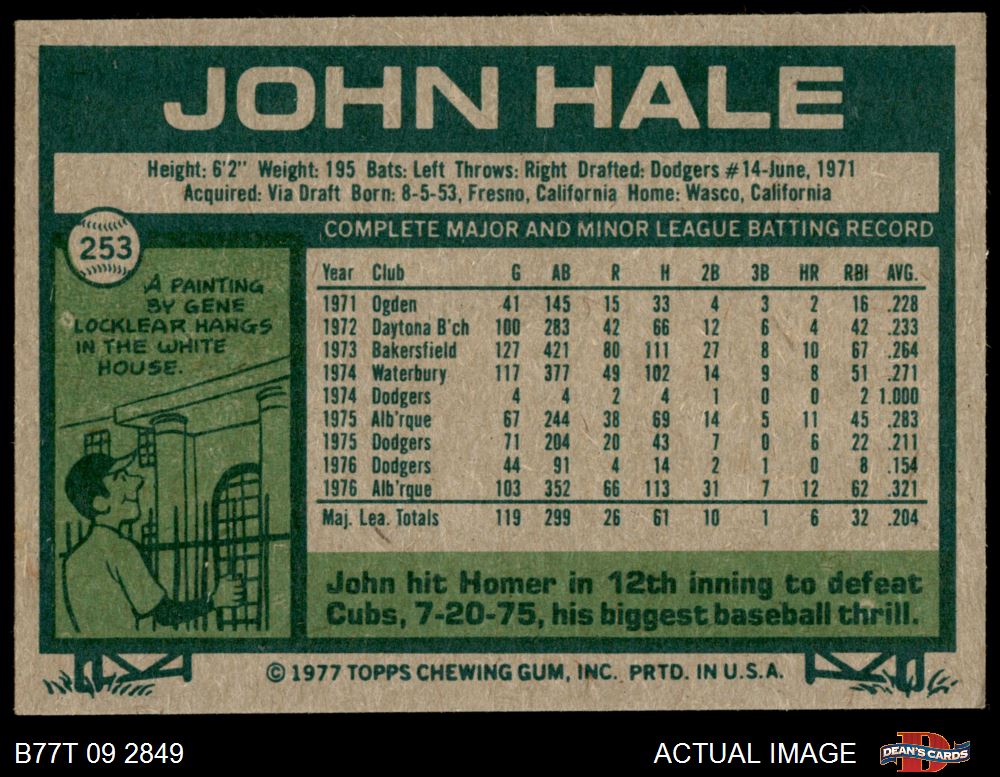 JOHN HALE
Height: 6'2" Weight: 195 Bats: Left Throws: Right Drafted: Dodgers #14-June, 1971
Acquired: Via Draft Born: 8-5-53, Fresno, California Home: Wasco, California
253
A PAINTING
BY GENE
LOCKLEAR HANGS
IN THE WHITE
HOUSE.
COMPLETE MAJOR AND MINOR LEAGUE BATTING RECORD
Year Club G AB R H 2B 3B HR RBI AVG.
1971 Ogden 41 145 15 33 4 3 2 16 .228
1972 Daytona B'ch 100 283 42 66 12 6 4 42 .233
1973 Bakersfield 127 421 80 111 27 8 10 67 .264
1974 Waterbury 117 377 49 102 14 9 8 51 .271
1974 Dodgers 4 4 2 4 1 0 0 2 1.000
1975 Alb'rque 67 244 38 69 14 5 11 45 .283
1975 Dodgers 71 204 20 43 7 0 6 22 .211
1976 Dodgers 44 91 4 14 2 1 0 8 .154
1976 Alb'rque 103 352 66 113 31 7 12 62 .321
Maj. Lea. Totals 119 299 26 61 10 1 6 32 .204
John hit Homer in 12th inning to defeat
Cubs, 7-20-75, his biggest baseball thrill.
© 1977 TOPPS CHEWING GUM, INC. PRTD. IN U.S.A.
B77T 09 2849
ACTUAL IMAGE
D
DEAN'S CARDS